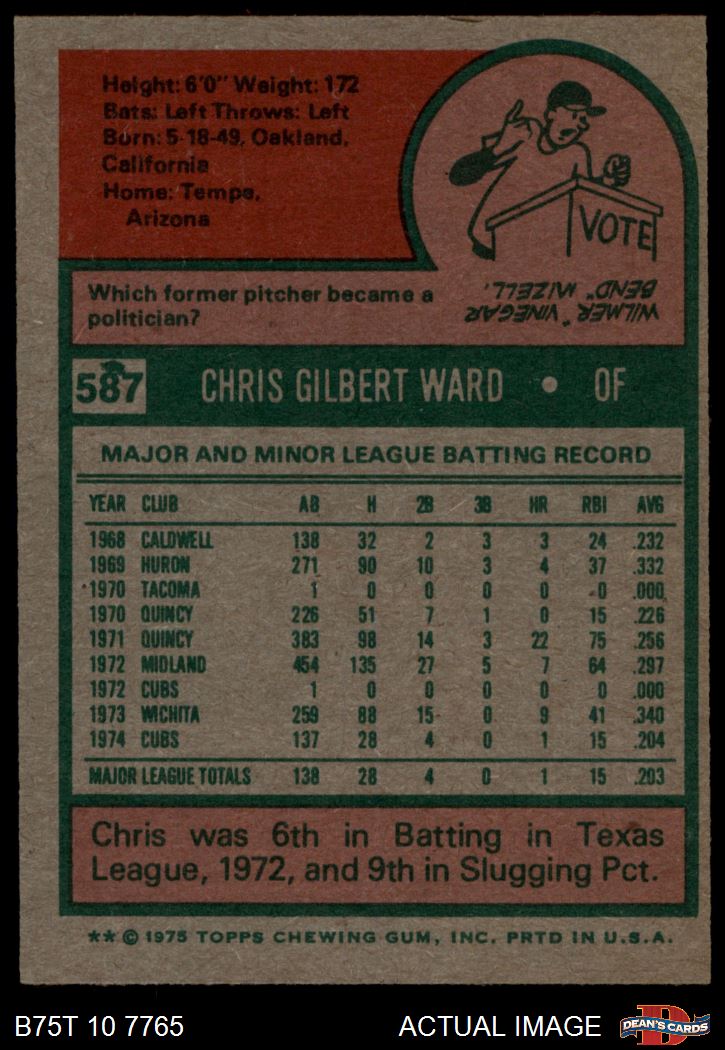 Height: 6'0" Weight: 172
Bats: Left Throws: Left
Born: 5-18-49, Oakland,
California
Home: Tempe,
Arizona
VOTE
Which former pitcher became a
politician?
WILMER "VINEGAR
BEND" MIZELL.
587 CHRIS GILBERT WARD • OF
MAJOR AND MINOR LEAGUE BATTING RECORD
YEAR CLUB AB H 2B 3B HR RBI AVG
1968 CALDWELL 138 32 2 3 3 24 .232
1969 HURON 271 90 10 3 4 37 .332
1970 TACOMA 1 0 0 0 0 0 .000
1970 QUINCY 226 51 7 1 0 15 .226
1971 QUINCY 383 98 14 3 22 75 .256
1972 MIDLAND 454 135 27 5 7 64 .297
1972 CUBS 1 0 0 0 0 0 .000
1973 WICHITA 259 88 15 0 9 41 .340
1974 CUBS 137 28 4 0 1 15 .204
MAJOR LEAGUE TOTALS 138 28 4 0 1 15 .203
Chris was 6th in Batting in Texas
League, 1972, and 9th in Slugging Pct.
**© 1975 TOPPS CHEWING GUM, INC. PRTD IN U.S.A.
B75T 10 7765 ACTUAL IMAGE DEAN'S CARDS